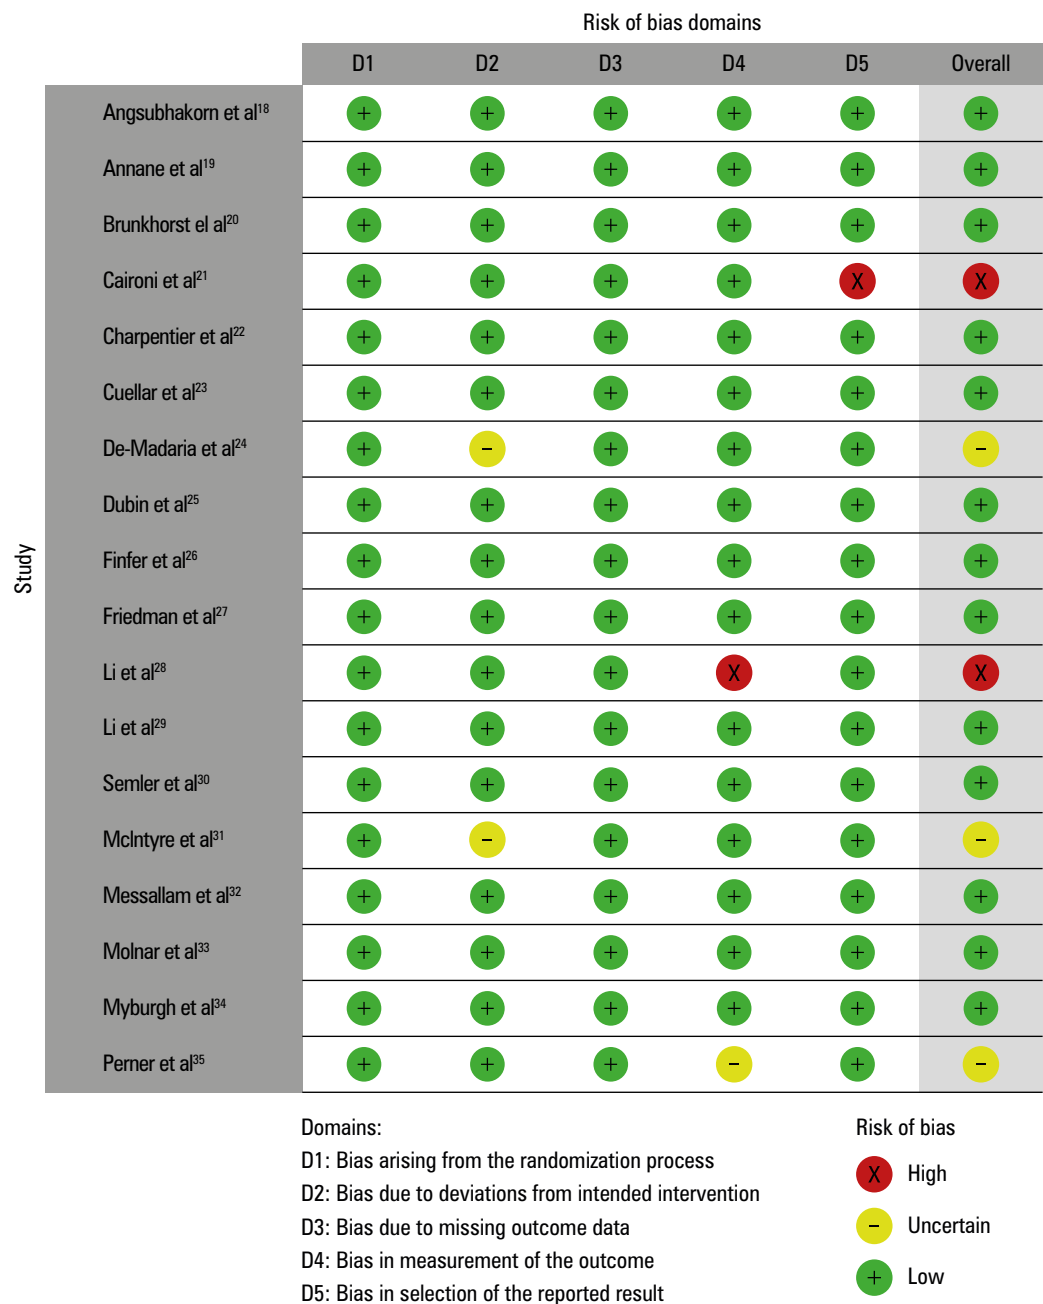 Risk of bias domains
D1 D2 D3 D4 D5 Overall
Study
Angsubhakorn et al18 + + + + + +
Annane et al19 + + + + + +
Brunkhorst el al20 + + + + + +
Caironi et al21 + + + + X X
Charpentier et al22 + + + + + +
Cuellar et al23 + + + + + +
De-Madaria et al24 + - + + + -
Dubin et al25 + + + + + +
Finfer et al26 + + + + + +
Friedman et al27 + + + + + +
Li et al28 + + + X + X
Li et al29 + + + + + +
Semler et al30 + + + + + +
McIntyre et al31 + - + + + -
Messallam et al32 + + + + + +
Molnar et al33 + + + + + +
Myburgh et al34 + + + + + +
Perner et al35 + + + - + -
Domains:
D1: Bias arising from the randomization process
D2: Bias due to deviations from intended intervention
D3: Bias due to missing outcome data
D4: Bias in measurement of the outcome
D5: Bias in selection of the reported result
Risk of bias
X High
- Uncertain
+ Low